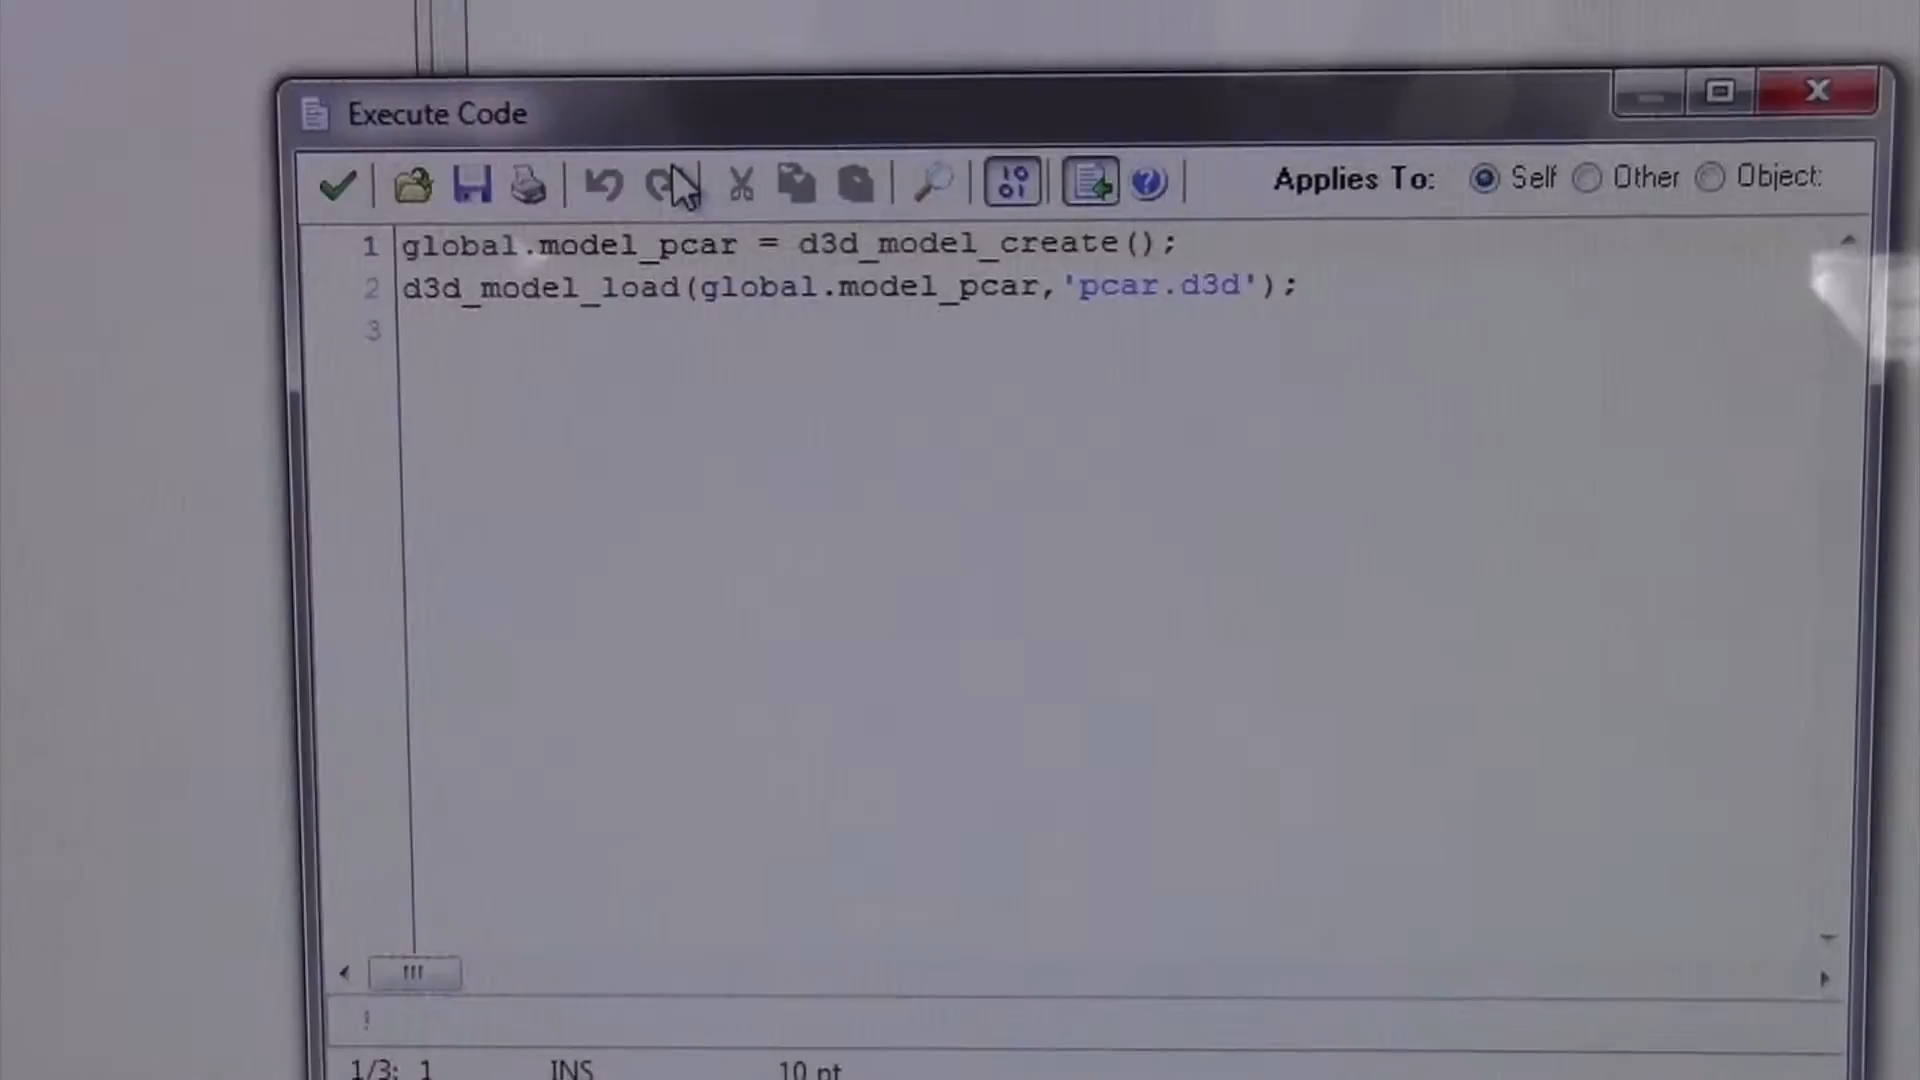 Execute Code
Applies To: Self Other Object:
1 global.model_pcar = d3d_model_create();
2 d3d_model_load(global.model_pcar,'pcar.d3d');
3
1/3: 1 INS 10 pt